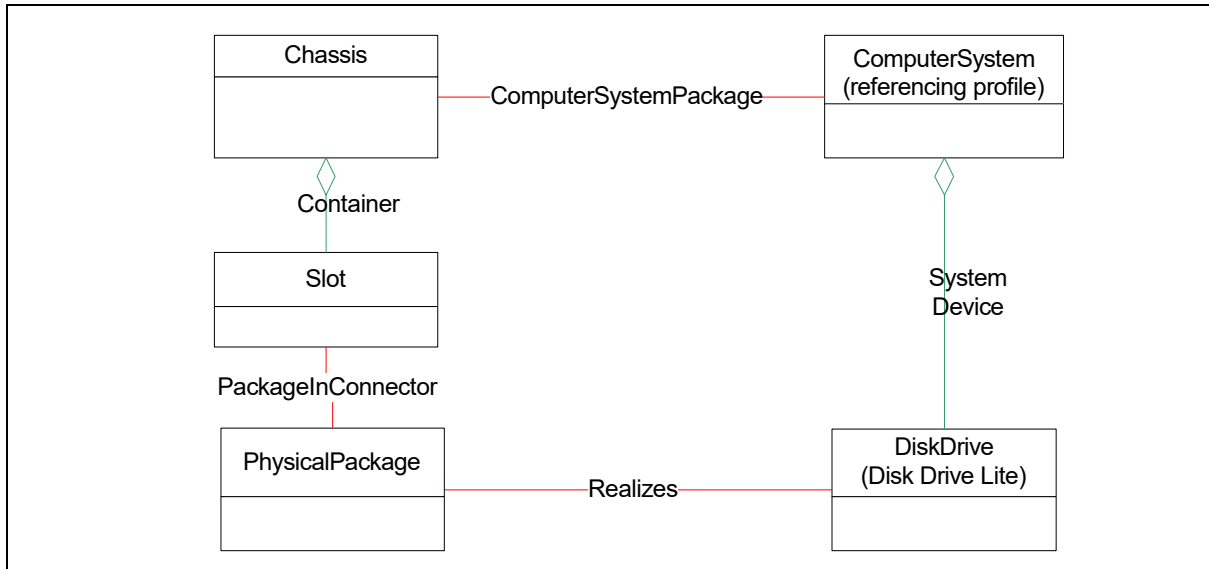 Chassis
ComputerSystem
(referencing profile)
ComputerSystemPackage
Container
Slot
System
Device
PackageInConnector
PhysicalPackage
DiskDrive
(Disk Drive Lite)
Realizes